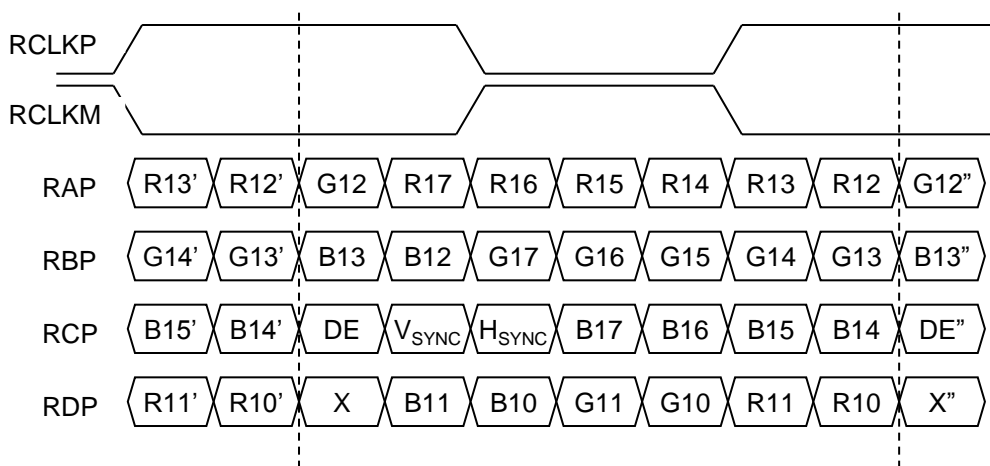 RCLKP
RCLKM
RAP R13’ R12’ G12 R17 R16 R15 R14 R13 R12 G12”
RBP G14’ G13’ B13 B12 G17 G16 G15 G14 G13 B13”
RCP B15’ B14’ DE VSYNC HSYNC B17 B16 B15 B14 DE”
RDP R11’ R10’ X B11 B10 G11 G10 R11 R10 X”